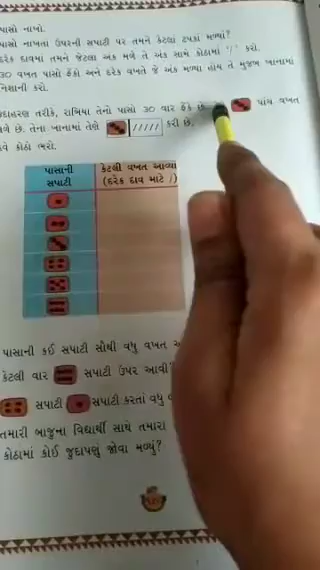 પાસો નાખો.
પાસો નાખતા ઉપરની સપાટી પર તમને કેટલાં ટપકાં મળ્યાં?
દરેક દાવમાં તમને જેટલા અંક મળે તે અંક સામે કોઠામાં '/' કરો.
30 વખત પાસો ફેંકો અને દરેક વખતે જે અંક મળ્યા હોય તે મુજબ ખાનામાં
નિશાની કરો.
ઉદાહરણ તરીકે, રાબિયા તેનો પાસો 30 વાર ફેંકે છે. પાંચ વખત
મળે છે. તેના ખાનામાં તેણે ///// કરી છે.
હવે કોઠો ભરો.
પાસાની સપાટી
કેટલી વખત આવ્યા
(દરેક દાવ માટે /)
પાસાની કઈ સપાટી સૌથી વધુ વખત
કેટલી વાર સપાટી ઉપર આવી?
સપાટી સપાટી કરતાં વધુ
તમારી બાજુના વિદ્યાર્થી સાથે તમારા
કોઠામાં કોઈ જુદાપણું જોવા મળ્યું?